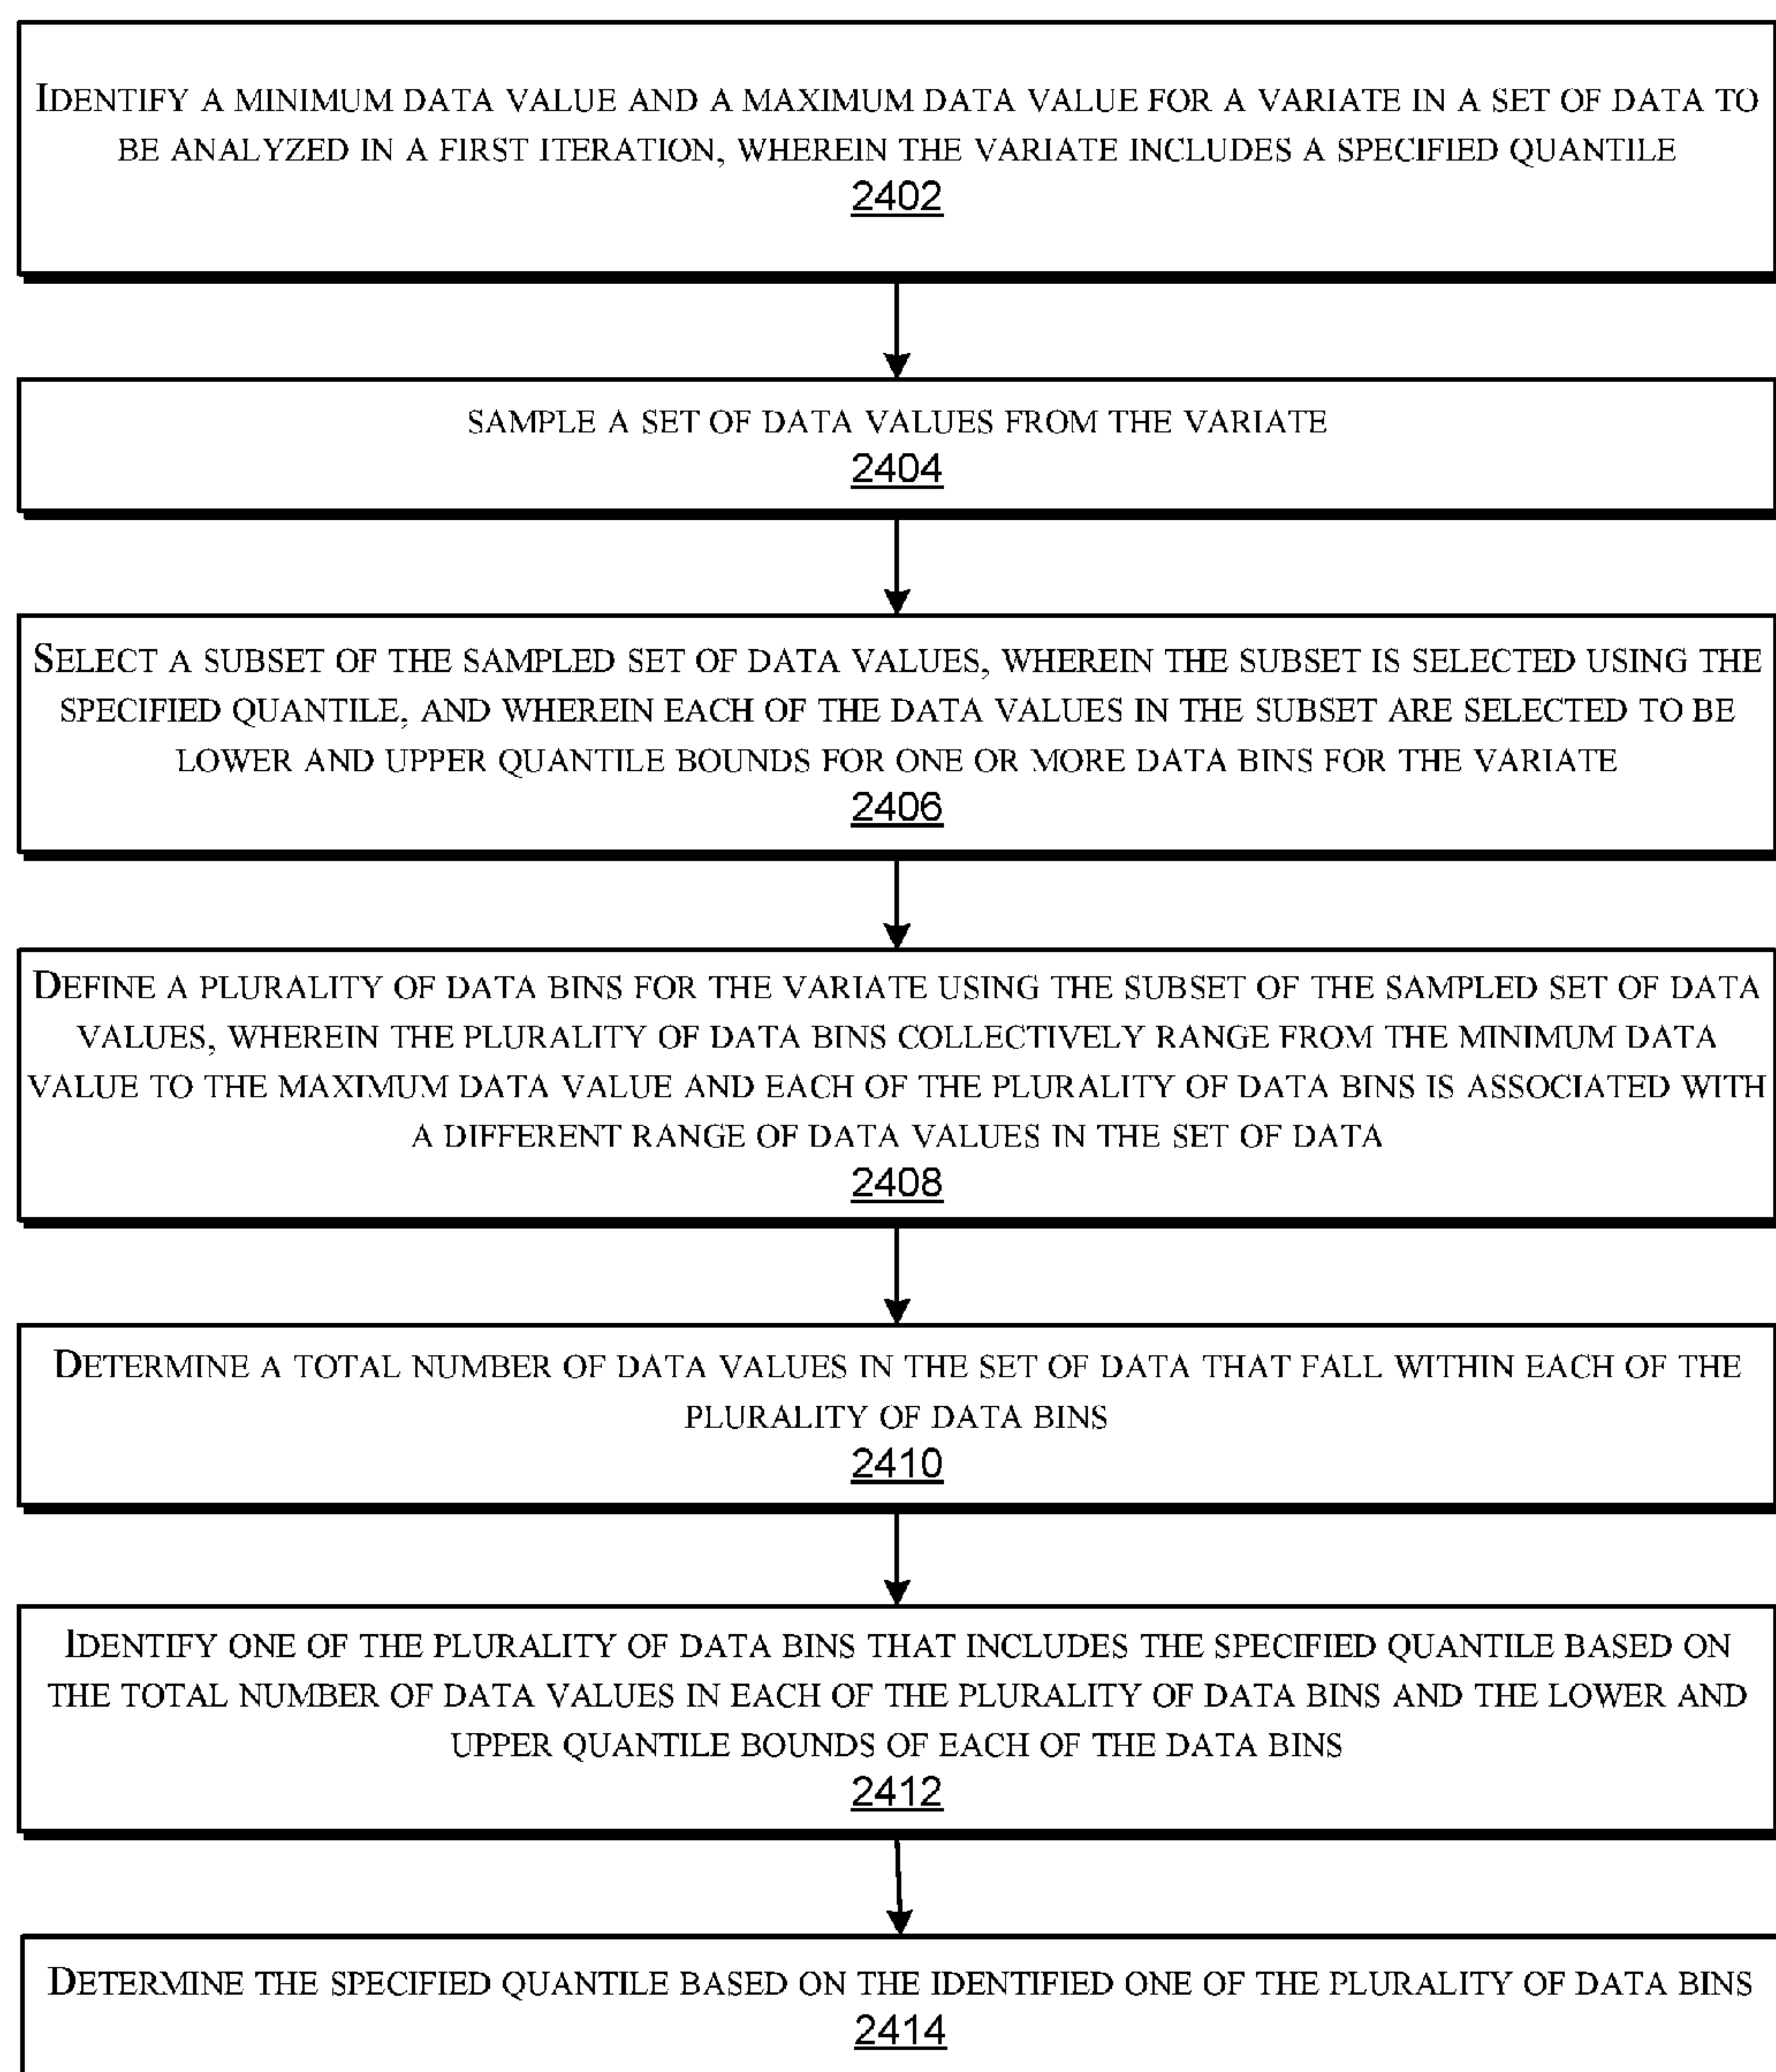 IDENTIFY A MINIMUM DATA VALUE AND A MAXIMUM DATA VALUE FOR A VARIATE IN A SET OF DATA TO
BE ANALYZED IN A FIRST ITERATION, WHEREIN THE VARIATE INCLUDES A SPECIFIED QUANTILE
2402
SAMPLE A SET OF DATA VALUES FROM THE VARIATE
2404
SELECT A SUBSET OF THE SAMPLED SET OF DATA VALUES, WHEREIN THE SUBSET IS SELECTED USING THE
SPECIFIED QUANTILE, AND WHEREIN EACH OF THE DATA VALUES IN THE SUBSET ARE SELECTED TO BE
LOWER AND UPPER QUANTILE BOUNDS FOR ONE OR MORE DATA BINS FOR THE VARIATE
2406
DEFINE A PLURALITY OF DATA BINS FOR THE VARIATE USING THE SUBSET OF THE SAMPLED SET OF DATA
VALUES, WHEREIN THE PLURALITY OF DATA BINS COLLECTIVELY RANGE FROM THE MINIMUM DATA
VALUE TO THE MAXIMUM DATA VALUE AND EACH OF THE PLURALITY OF DATA BINS IS ASSOCIATED WITH
A DIFFERENT RANGE OF DATA VALUES IN THE SET OF DATA
2408
DETERMINE A TOTAL NUMBER OF DATA VALUES IN THE SET OF DATA THAT FALL WITHIN EACH OF THE
PLURALITY OF DATA BINS
2410
IDENTIFY ONE OF THE PLURALITY OF DATA BINS THAT INCLUDES THE SPECIFIED QUANTILE BASED ON
THE TOTAL NUMBER OF DATA VALUES IN EACH OF THE PLURALITY OF DATA BINS AND THE LOWER AND
UPPER QUANTILE BOUNDS OF EACH OF THE DATA BINS
2412
DETERMINE THE SPECIFIED QUANTILE BASED ON THE IDENTIFIED ONE OF THE PLURALITY OF DATA BINS
2414